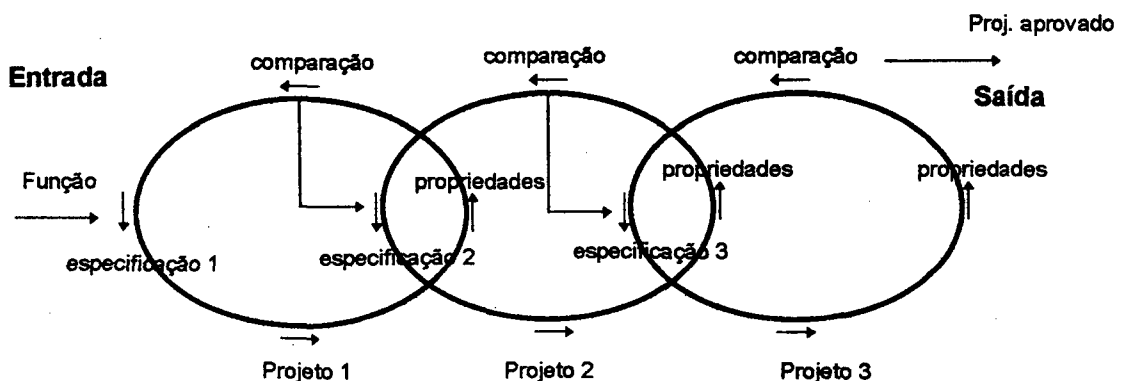 Proj. aprovado
comparação
comparação
comparação
Entrada
Saída
Função
propriedades
propriedades
propriedades
especificação 1
especificação 2
especificação 3
Projeto 1
Projeto 2
Projeto 3